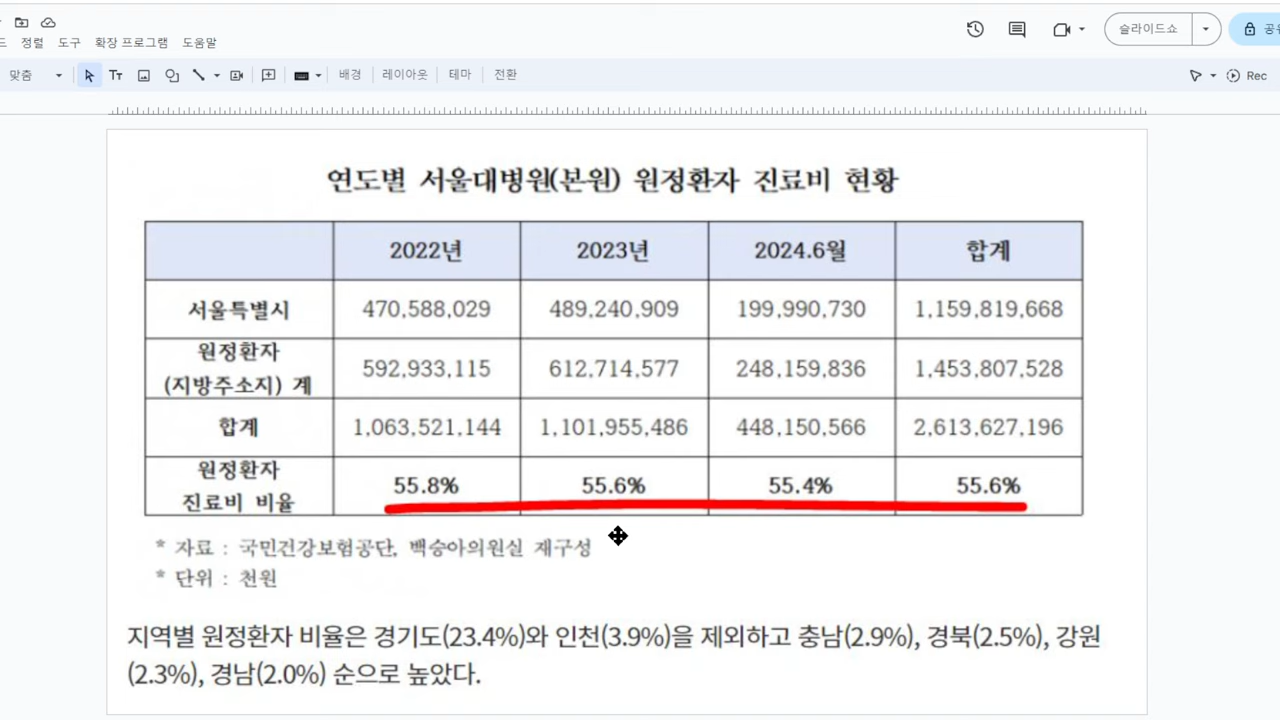 드 정렬 도구 확장 프로그램 도움말
슬라이드쇼
맞춤
배경 레이아웃 테마 전환
Rec
연도별 서울대병원(본원) 원정환자 진료비 현황
2022년 2023년 2024.6월 합계
서울특별시 470,588,029 489,240,909 199,990,730 1,159,819,668
원정환자
(지방주소지) 계 592,933,115 612,714,577 248,159,836 1,453,807,528
합계 1,063,521,144 1,101,955,486 448,150,566 2,613,627,196
원정환자
진료비 비율 55.8% 55.6% 55.4% 55.6%
* 자료 : 국민건강보험공단, 백승아의원실 재구성
* 단위 : 천원
지역별 원정환자 비율은 경기도(23.4%)와 인천(3.9%)을 제외하고 충남(2.9%), 경북(2.5%), 강원
(2.3%), 경남(2.0%) 순으로 높았다.